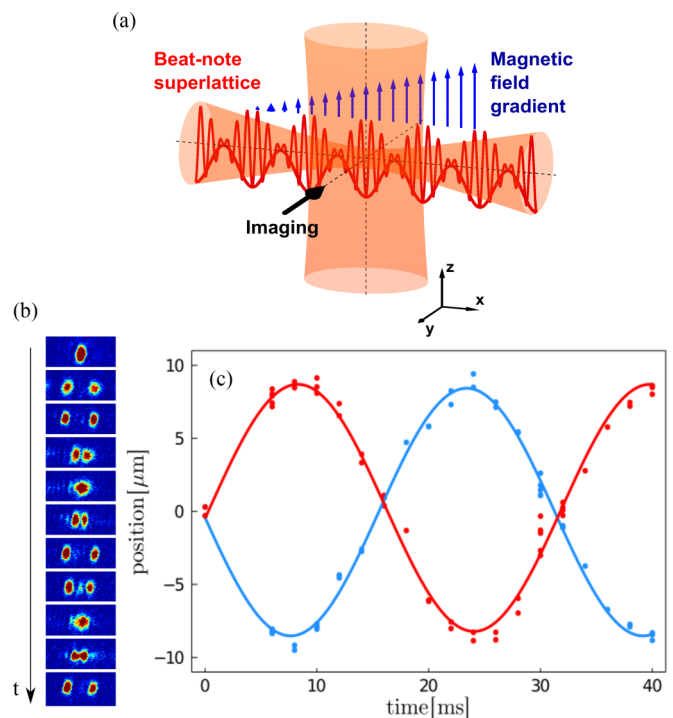 (a)
Beat-note
superlattice
Magnetic
field
gradient
Imaging
z
x
y
(b)
t
(c)
position[μm]
10
5
0
−5
−10
0
10
20
30
40
time[ms]